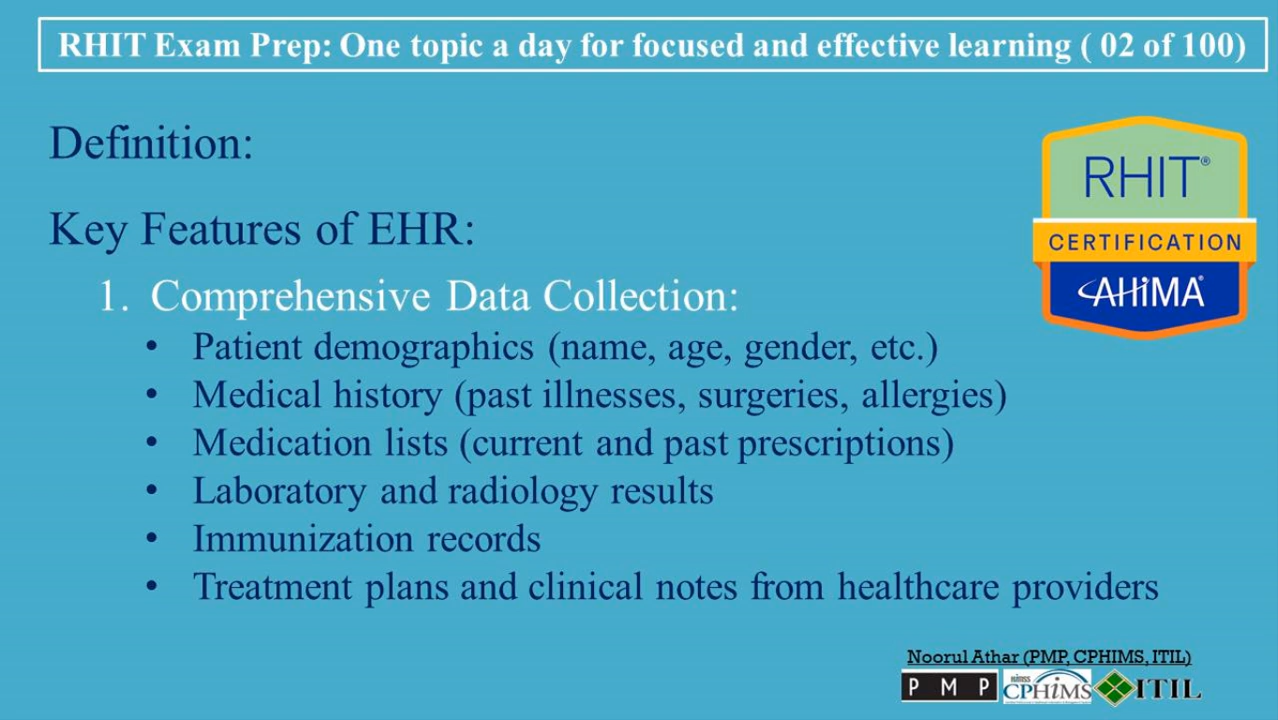 RHIT Exam Prep: One topic a day for focused and effective learning ( 02 of 100)
Definition:
RHIT®
CERTIFICATION
AHiMA®
Key Features of EHR:
1. Comprehensive Data Collection:
• Patient demographics (name, age, gender, etc.)
• Medical history (past illnesses, surgeries, allergies)
• Medication lists (current and past prescriptions)
• Laboratory and radiology results
• Immunization records
• Treatment plans and clinical notes from healthcare providers
Noorul Athar (PMP, CPHIMS, ITIL)
PMP
himss
CPHiMS
ITIL